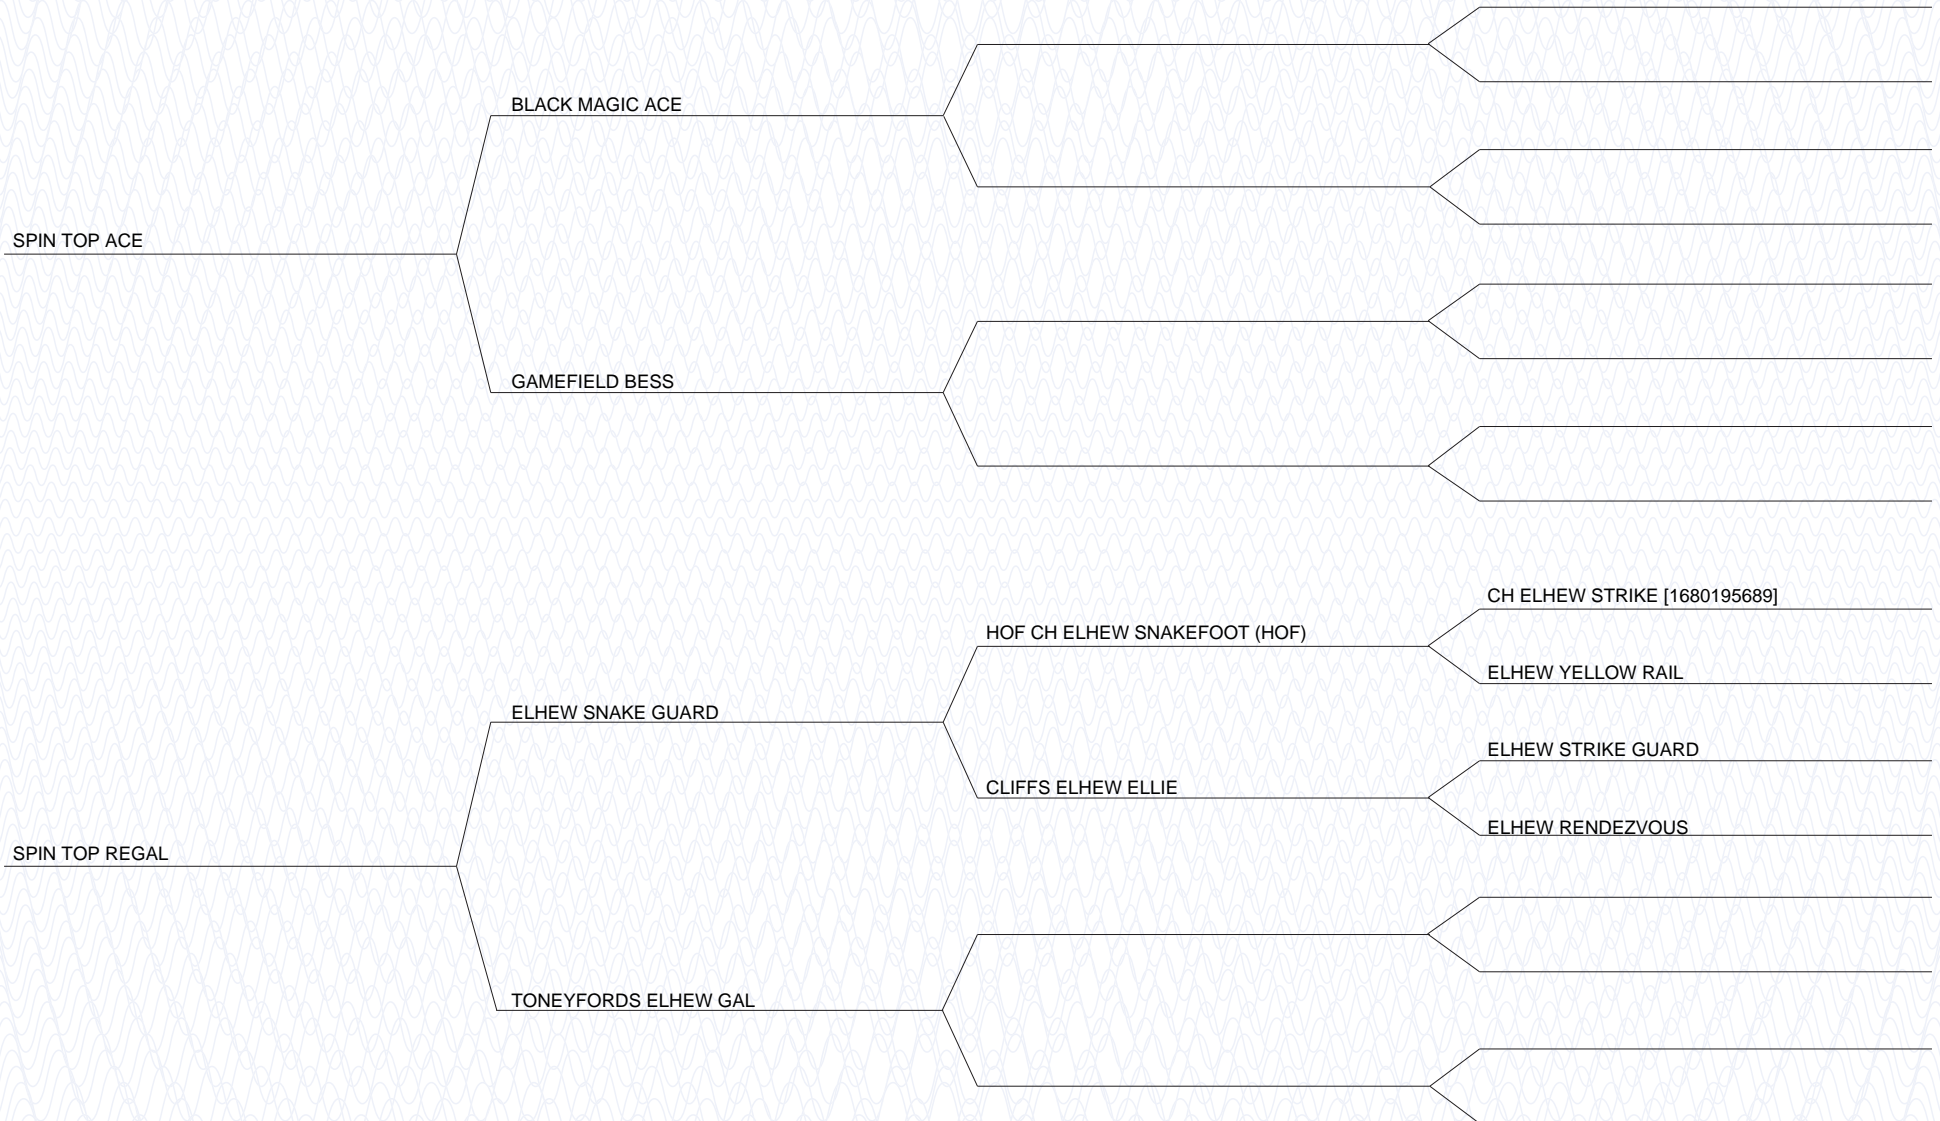 BLACK MAGIC ACE
SPIN TOP ACE
GAMEFIELD BESS
CH ELHEW STRIKE [1680195689]
HOF CH ELHEW SNAKEFOOT (HOF)
ELHEW YELLOW RAIL
ELHEW SNAKE GUARD
ELHEW STRIKE GUARD
CLIFFS ELHEW ELLIE
ELHEW RENDEZVOUS
SPIN TOP REGAL
TONEYFORDS ELHEW GAL